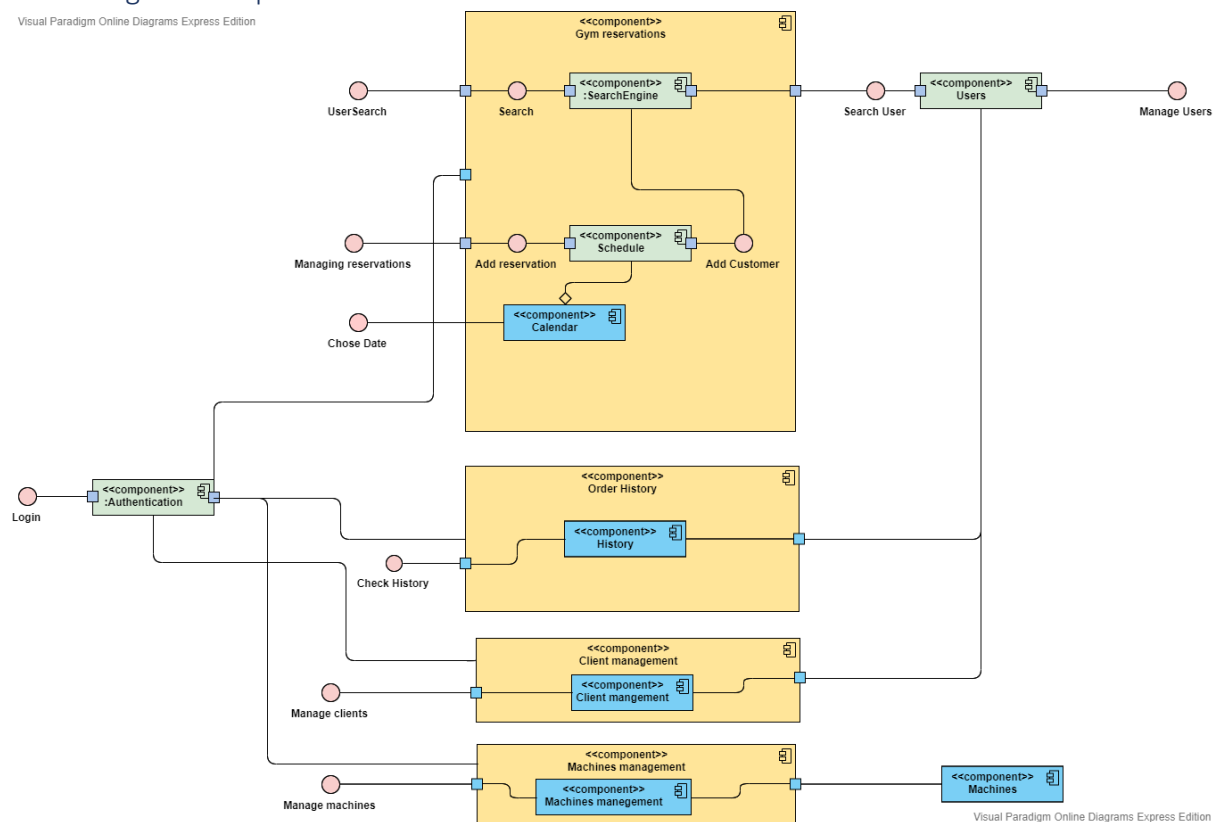 Visual Paradigm Online Diagrams Express Edition
<<component>>
Gym reservations
<<component>>
:SearchEngine
<<component>>
Users
UserSearch
Search
Search User
Manage Users
<<component>>
Schedule
Managing reservations
Add reservation
Add Customer
<<component>>
Calendar
Chose Date
<<component>>
Order History
<<component>>
:Authentication
Login
<<component>>
History
Check History
<<component>>
Client management
<<component>>
Client mangement
Manage clients
<<component>>
Machines management
<<component>>
Machines manegement
Manage machines
<<component>>
Machines
Visual Paradigm Online Diagrams Express Edition